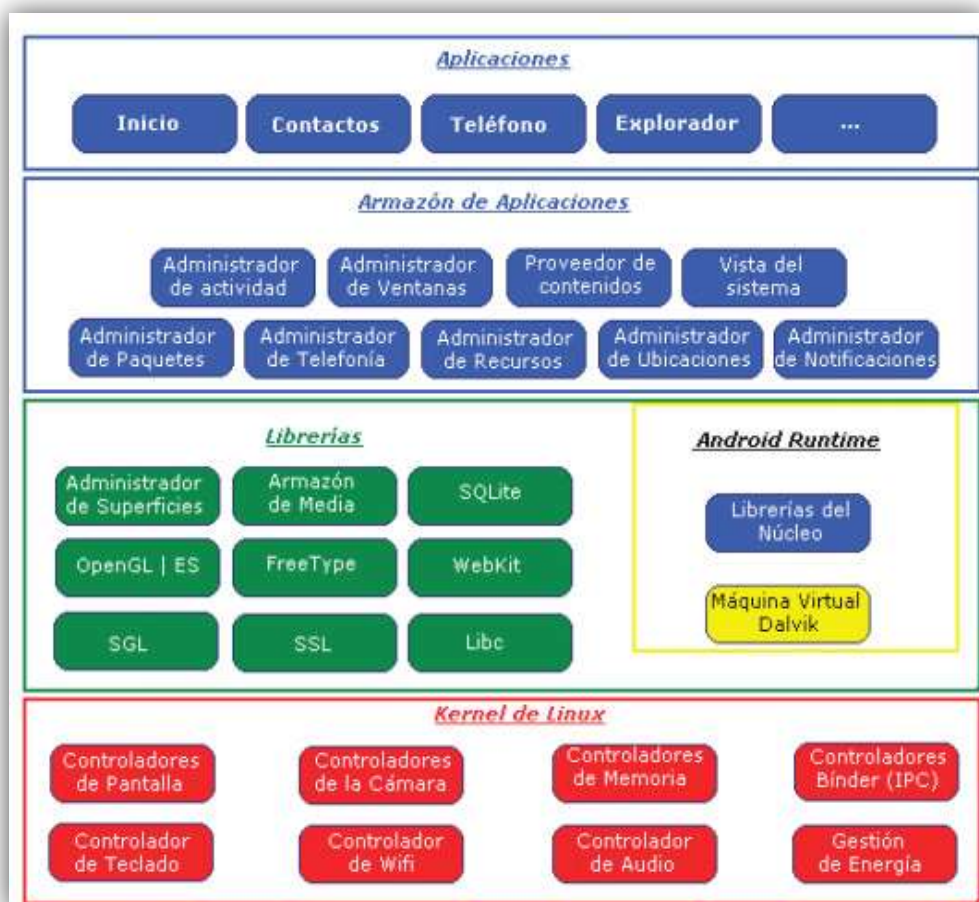 Aplicaciones
Inicio
Contactos
Teléfono
Explorador
...
Armazón de Aplicaciones
Administrador
de actividad
Administrador
de Ventanas
Proveedor de
contenidos
Vista del
sistema
Administrador
de Paquetes
Administrador
de Telefonía
Administrador
de Recursos
Administrador
de Ubicaciones
Administrador
de Notificaciones
Librerías
Administrador
de Superficies
Armazón
de Media
SQLite
OpenGL | ES
FreeType
WebKit
SGL
SSL
Libc
Android Runtime
Librerías del
Núcleo
Máquina Virtual
Dalvik
Kernel de Linux
Controladores
de Pantalla
Controladores
de la Cámara
Controladores
de Memoria
Controladores
Bínder (IPC)
Controlador
de Teclado
Controlador
de Wifi
Controlador
de Audio
Gestión
de Energía